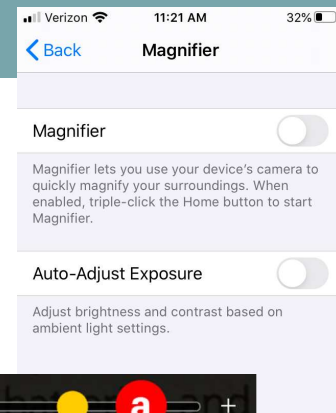 Verizon 11:21 AM 32%
Back Magnifier
Magnifier
Magnifier lets you use your device's camera to
quickly magnify your surroundings. When
enabled, triple-click the Home button to start
Magnifier.
Auto-Adjust Exposure
Adjust brightness and contrast based on
ambient light settings.
a +